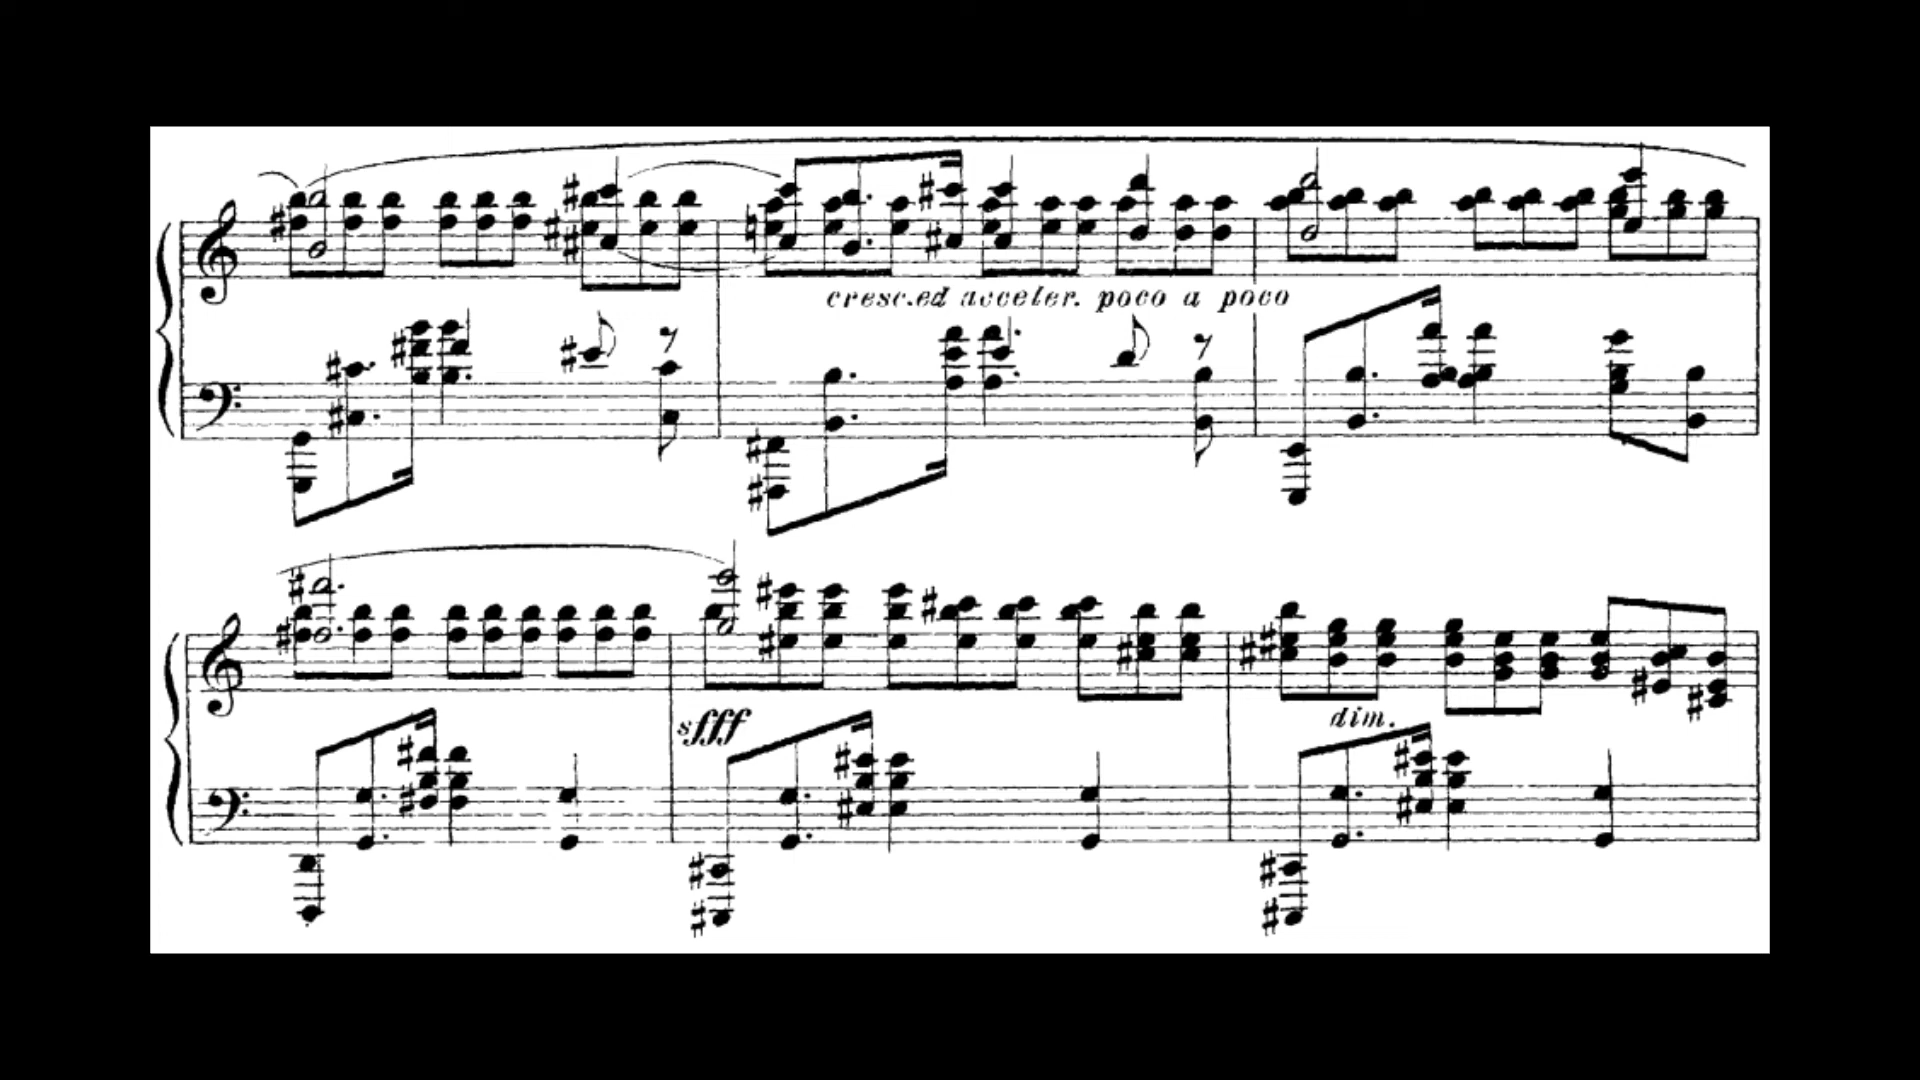 cresc. ed acceler. poco a poco
sfff
dim.